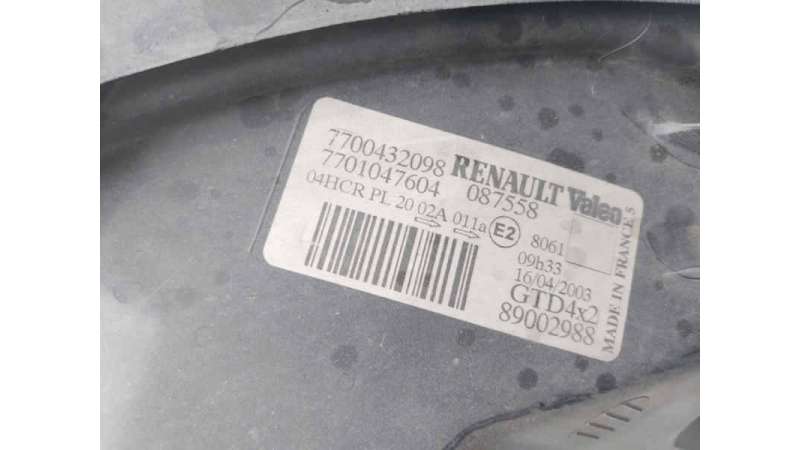 7700432098 RENAULT Valeo
7701047604 087558
04HCR PL 20 02A 011a E2 8061
09h33
16/04/2003
GTD4x2
89002988
MADE IN FRANCE 5